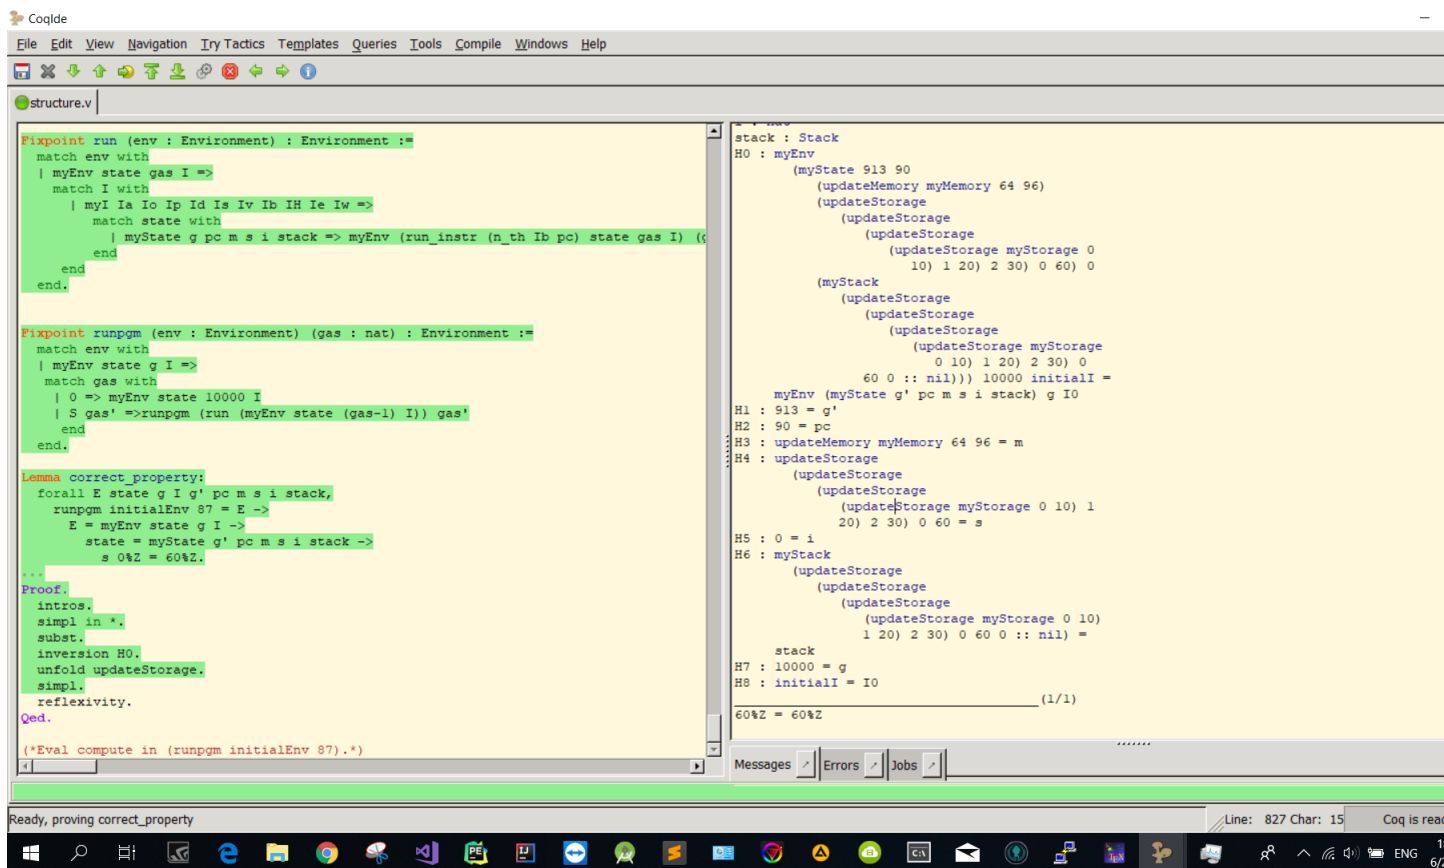 CoqIde
File Edit View Navigation Try Tactics Templates Queries Tools Compile Windows Help
structure.v
Fixpoint run (env : Environment) : Environment :=
match env with
| myEnv state gas I =>
match I with
| myI Ia Io Ip Id Is Iv Ib IH Ie Iw =>
match state with
| myState g pc m s i stack => myEnv (run_instr (n_th Ib pc) state gas I) (
end
end
end.
Fixpoint runpgm (env : Environment) (gas : nat) : Environment :=
match env with
| myEnv state g I =>
match gas with
| 0 => myEnv state 10000 I
| S gas' =>runpgm (run (myEnv state (gas-1) I)) gas'
end
end.
Lemma correct_property:
forall E state g I g' pc m s i stack,
runpgm initialEnv 87 = E ->
E = myEnv state g I ->
state = myState g' pc m s i stack ->
s 0%Z = 60%Z.
...
Proof.
intros.
simpl in *.
subst.
inversion H0.
unfold updateStorage.
simpl.
reflexivity.
Qed.
(*Eval compute in (runpgm initialEnv 87).*)
stack : Stack
H0 : myEnv
(myState 913 90
(updateMemory myMemory 64 96)
(updateStorage
(updateStorage
(updateStorage
(updateStorage myStorage 0
10) 1 20) 2 30) 0 60) 0
(myStack
(updateStorage
(updateStorage
(updateStorage
(updateStorage myStorage
0 10) 1 20) 2 30) 0
60 0 :: nil))) 10000 initialI =
myEnv (myState g' pc m s i stack) g I0
H1 : 913 = g'
H2 : 90 = pc
H3 : updateMemory myMemory 64 96 = m
H4 : updateStorage
(updateStorage
(updateStorage
(updateStorage myStorage 0 10) 1
20) 2 30) 0 60 = s
H5 : 0 = i
H6 : myStack
(updateStorage
(updateStorage
(updateStorage
(updateStorage myStorage 0 10)
1 20) 2 30) 0 60 0 :: nil) =
stack
H7 : 10000 = g
H8 : initialI = I0
(1/1)
60%Z = 60%Z
Messages Errors Jobs
Ready, proving correct_property
Line: 827 Char: 15
Coq is read
ENG